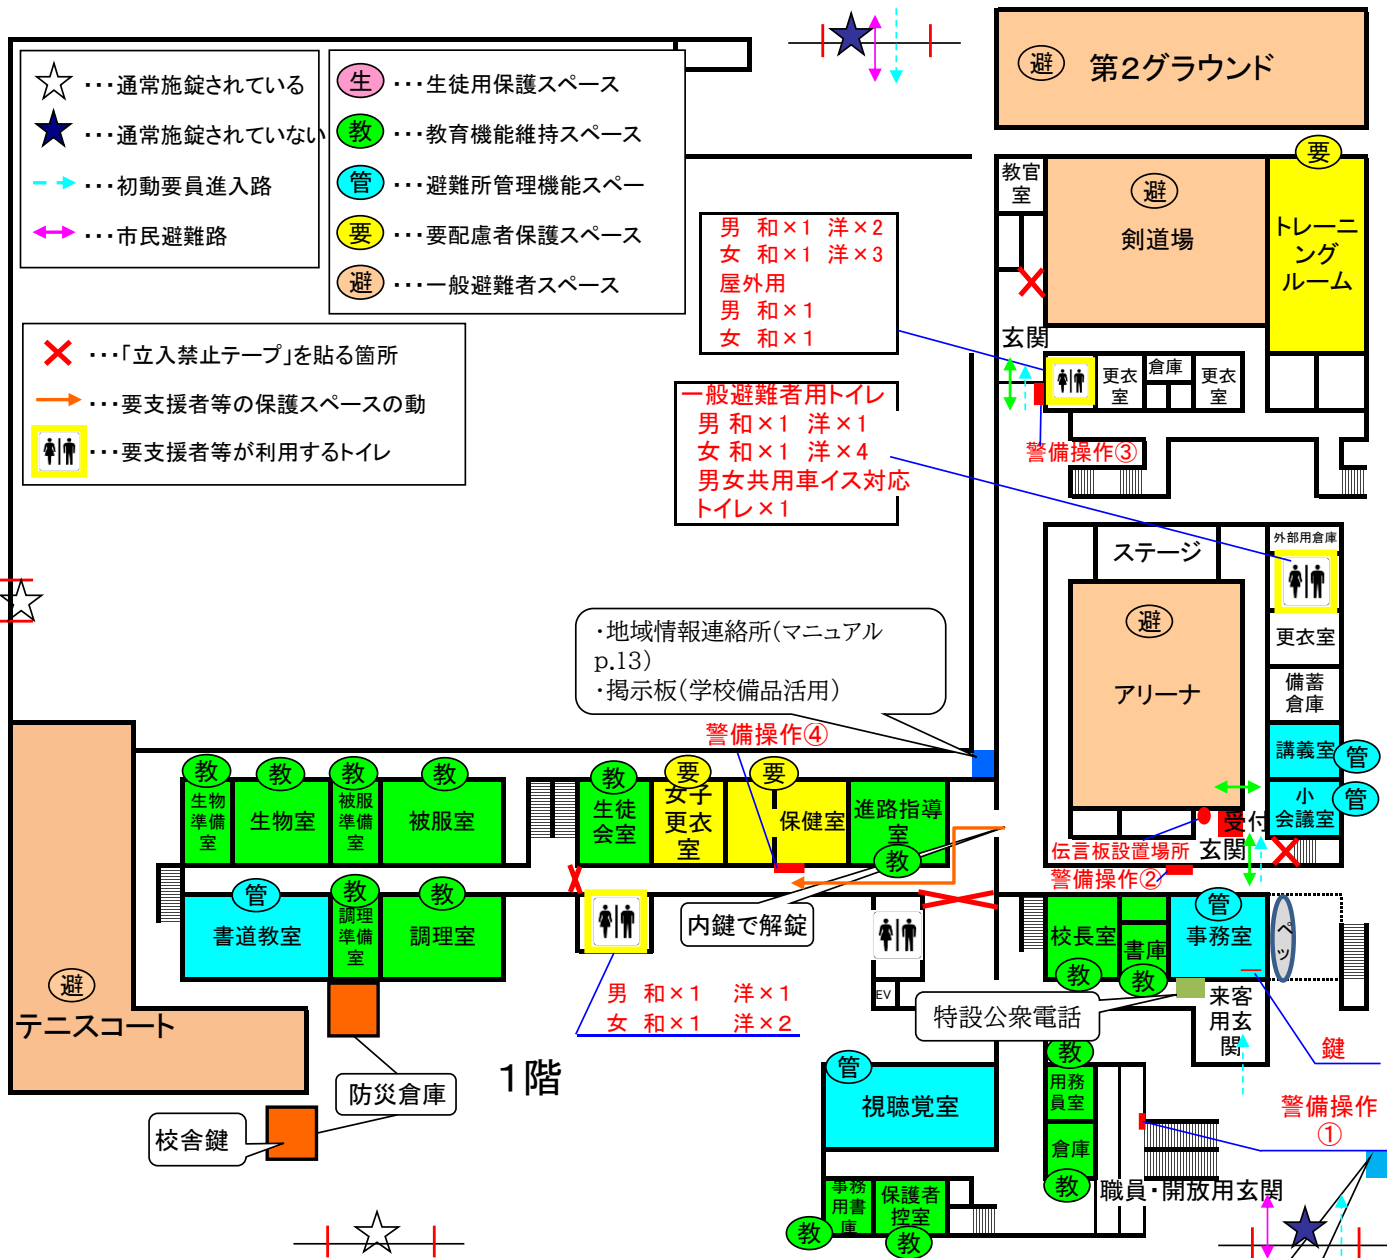 ･･･通常施錠されている
･･･通常施錠されていない
･･･初動要員進入路
･･･市民避難路
生 ･･･生徒用保護スペース
教 ･･･教育機能維持スペース
管 ･･･避難所管理機能スペー
要 ･･･要配慮者保護スペース
避 ･･･一般避難者スペース
･･･「立入禁止テープ」を貼る箇所
･･･要支援者等の保護スペースの動
･･･要支援者等が利用するトイレ
避 第２グラウンド
教官
室
避
剣道場
要
トレーニ
ング
ルーム
男 和×１ 洋×２
女 和×１ 洋×３
屋外用
男 和×１
女 和×１
玄関
更衣
室
倉庫
更衣
室
警備操作③
一般避難者用トイレ
男 和×１ 洋×１
女 和×１ 洋×４
男女共用車イス対応
トイレ×１
ステージ
外部用倉庫
避
アリーナ
更衣室
備蓄
倉庫
講義室
管
小
会議室
管
受付
伝言板設置場所
玄関
警備操作②
・地域情報連絡所(マニュアル
p.13)
・掲示板(学校備品活用)
警備操作④
教
生物
準備
室
教
生物室
教
被服
準備
室
教
被服室
教
生徒
会室
要
女子
更衣
室
要
保健室
進路指導
室
教
管
書道教室
教
調理
準備
室
教
調理室
内鍵で解錠
校長室
教
書庫
教
管
事務室
ペッ
EV
特設公衆電話
来客
用玄
関
鍵
男 和×１ 洋×１
女 和×１ 洋×２
避
テニスコート
防災倉庫
校舎鍵
１階
管
視聴覚室
教
用務
員室
倉庫
教
警備操作
①
職員・開放用玄関
事務
用書
庫
教
保護者
控室
教